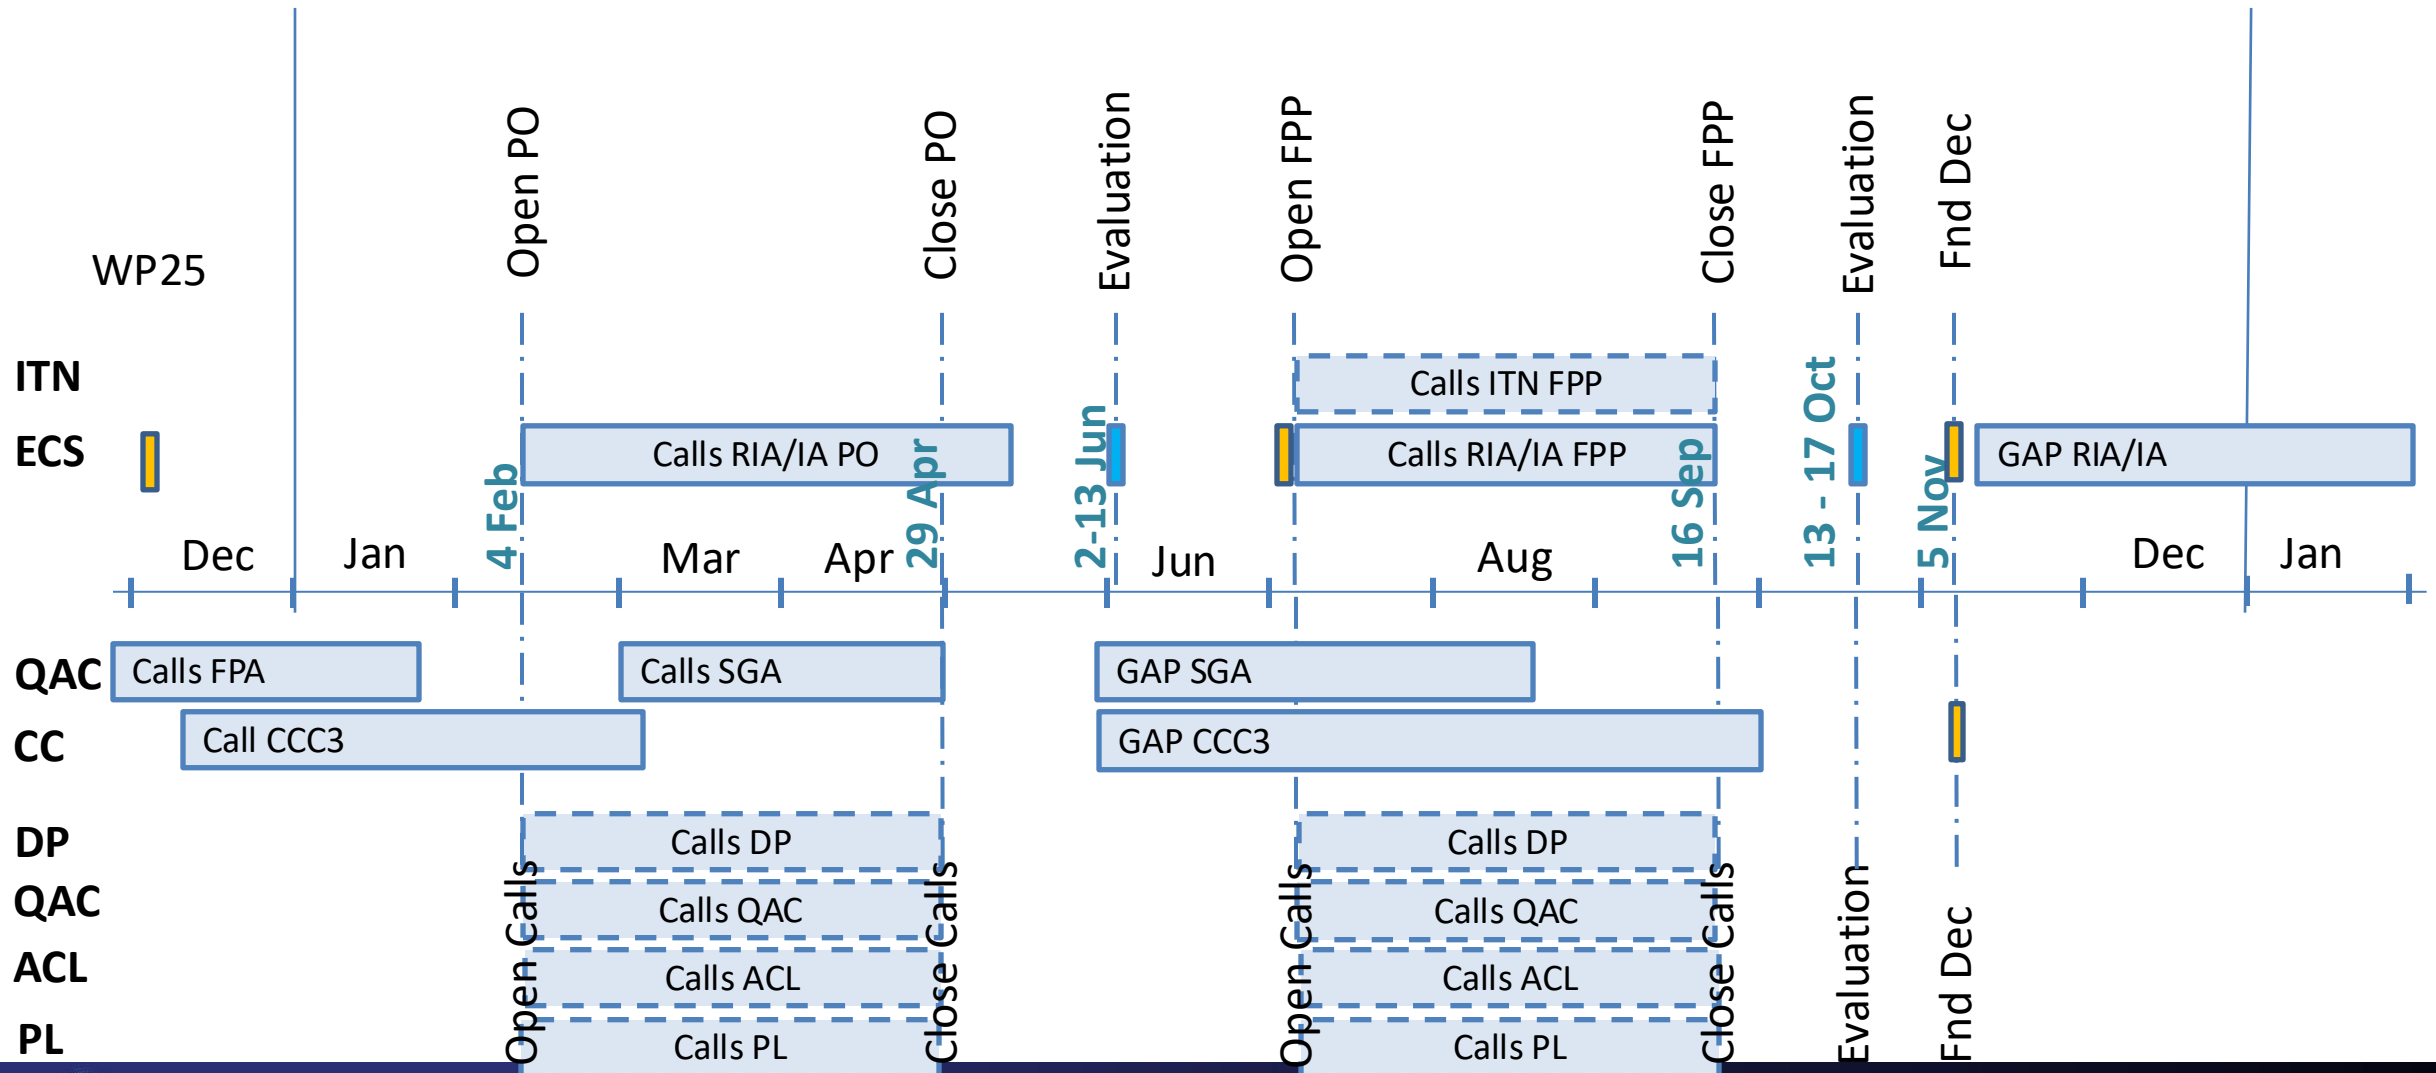 Open PO
Close PO
Evaluation
Open FPP
Close FPP
Evaluation
Fnd Dec
WP25
ITN
Calls ITN FPP
ECS
Calls RIA/IA PO
Calls RIA/IA FPP
GAP RIA/IA
4 Feb
29 Apr
2-13 Jun
16 Sep
13 - 17 Oct
5 Nov
Dec
Jan
Mar
Apr
Jun
Aug
Dec
Jan
QAC
Calls FPA
Calls SGA
GAP SGA
CC
Call CCC3
GAP CCC3
DP
Calls DP
Calls DP
QAC
Calls QAC
Calls QAC
ACL
Calls ACL
Calls ACL
PL
Calls PL
Calls PL
Open Calls
Close Calls
Open Calls
Close Calls
Evaluation
Fnd Dec